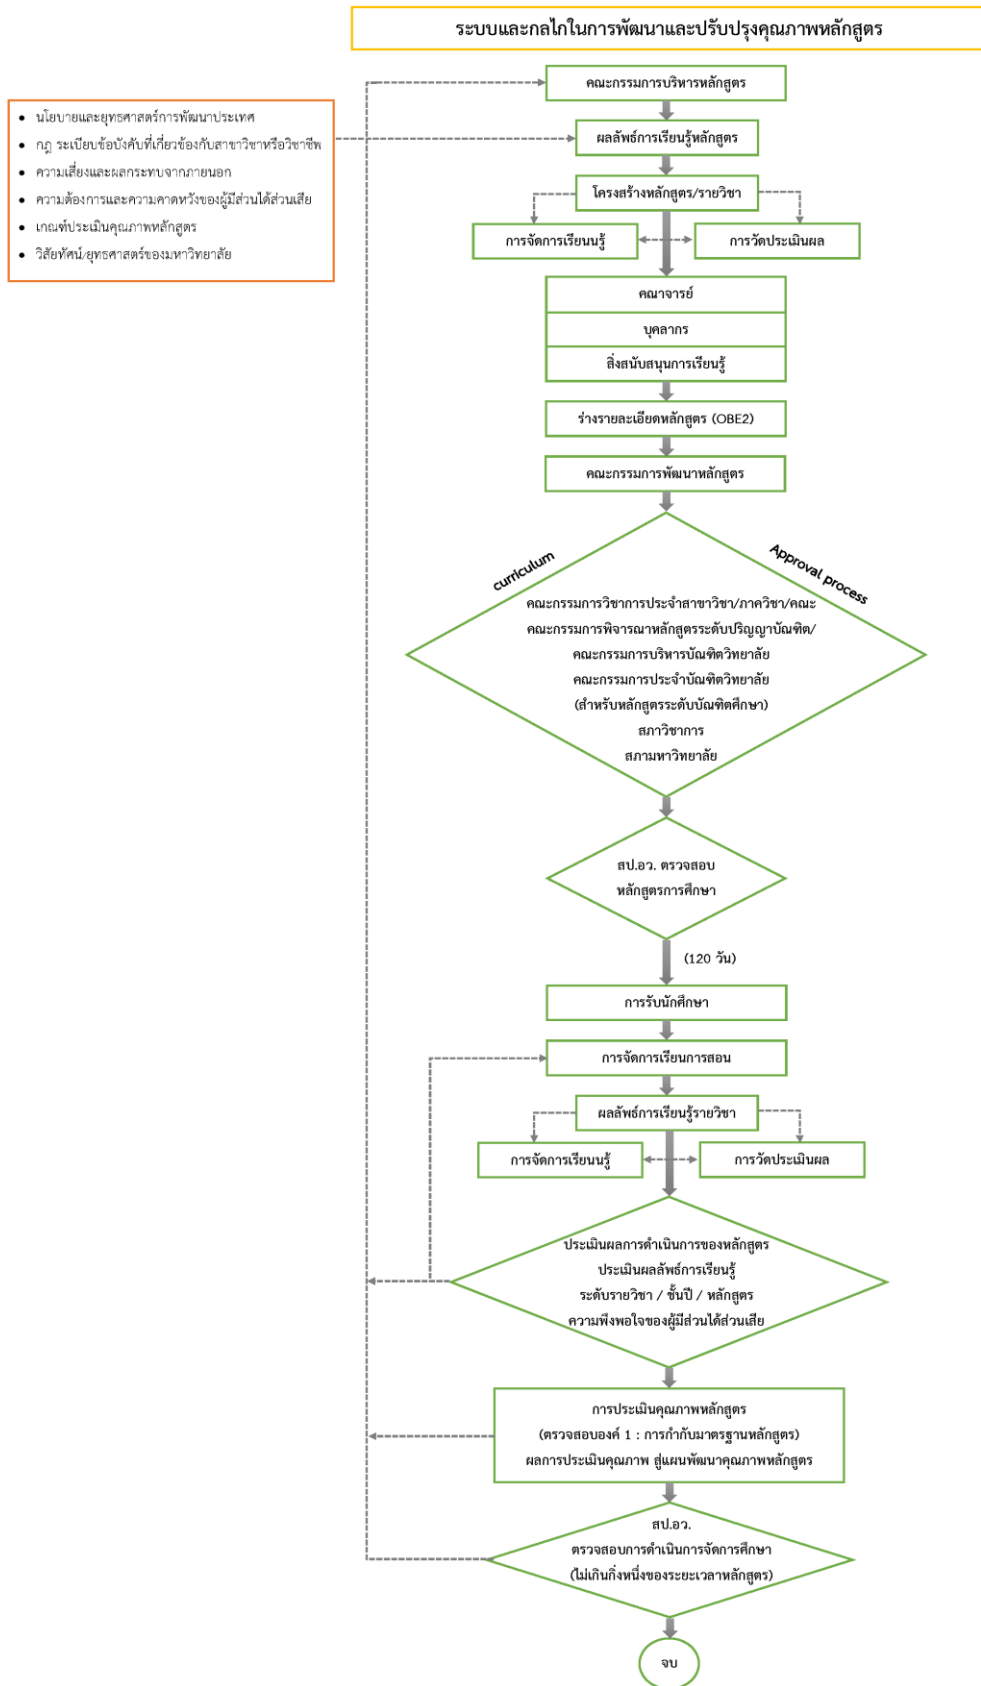 ระบบและกลไกในการพัฒนาและปรับปรุงคุณภาพหลักสูตร
คณะกรรมการบริหารหลักสูตร
• นโยบายและยุทธศาสตร์การพัฒนาประเทศ
• กฎ ระเบียบข้อบังคับที่เกี่ยวข้องกับสาขาวิชาหรือวิชาชีพ
• ความเสี่ยงและผลกระทบจากภายนอก
• ความต้องการและความคาดหวังของผู้มีส่วนได้ส่วนเสีย
• เกณฑ์ประเมินคุณภาพหลักสูตร
• วิสัยทัศน์/ยุทธศาสตร์ของมหาวิทยาลัย
ผลลัพธ์การเรียนรู้หลักสูตร
โครงสร้างหลักสูตร/รายวิชา
การจัดการเรียนนรู้
การวัดประเมินผล
คณาจารย์
บุคลากร
สิ่งสนับสนุนการเรียนรู้
ร่างรายละเอียดหลักสูตร (OBE2)
คณะกรรมการพัฒนาหลักสูตร
curriculum
Approval process
คณะกรรมการวิชาการประจำสาขาวิชา/ภาควิชา/คณะ
คณะกรรมการพิจารณาหลักสูตรระดับปริญญาบัณฑิต/
คณะกรรมการบริหารบัณฑิตวิทยาลัย
คณะกรรมการประจำบัณฑิตวิทยาลัย
(สำหรับหลักสูตรระดับบัณฑิตศึกษา)
สภาวิชาการ
สภามหาวิทยาลัย
สป.อว. ตรวจสอบ
หลักสูตรการศึกษา
(120 วัน)
การรับนักศึกษา
การจัดการเรียนการสอน
ผลลัพธ์การเรียนรู้รายวิชา
การจัดการเรียนนรู้
การวัดประเมินผล
ประเมินผลการดำเนินการของหลักสูตร
ประเมินผลลัพธ์การเรียนรู้
ระดับรายวิชา / ชั้นปี / หลักสูตร
ความพึงพอใจของผู้มีส่วนได้ส่วนเสีย
การประเมินคุณภาพหลักสูตร
(ตรวจสอบองค์ 1 : การกำกับมาตรฐานหลักสูตร)
ผลการประเมินคุณภาพ สู่แผนพัฒนาคุณภาพหลักสูตร
สป.อว.
ตรวจสอบการดำเนินการจัดการศึกษา
(ไม่เกินกึ่งหนึ่งของระยะเวลาหลักสูตร)
จบ